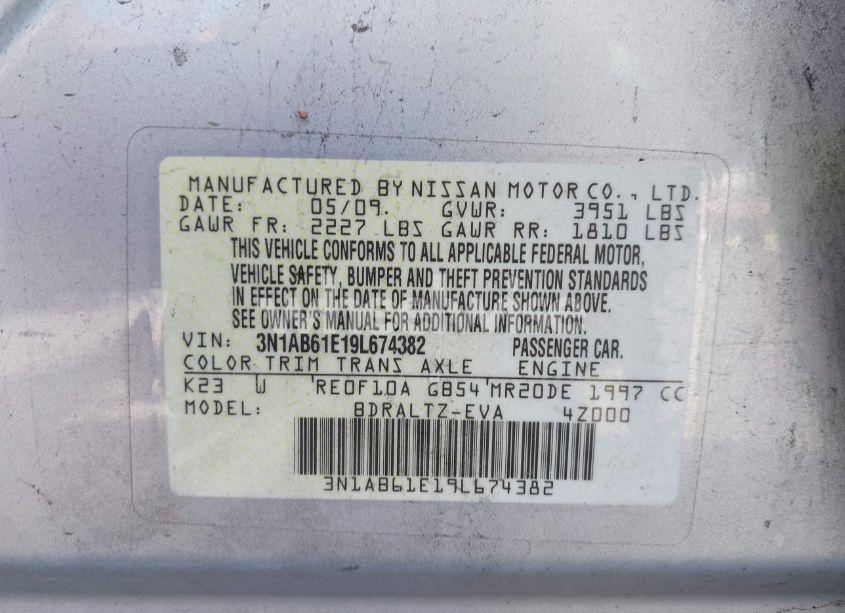 MANUFACTURED BY NISSAN MOTOR CO., LTD.
DATE: 05/09. GVWR: 3951 LBS
GAWR FR: 2227 LBS GAWR RR: 1810 LBS
THIS VEHICLE CONFORMS TO ALL APPLICABLE FEDERAL MOTOR,
VEHICLE SAFETY, BUMPER AND THEFT PREVENTION STANDARDS
IN EFFECT ON THE DATE OF MANUFACTURE SHOWN ABOVE.
SEE OWNER'S MANUAL FOR ADDITIONAL INFORMATION.
VIN: 3N1AB61E19L674382 PASSENGER CAR.
COLOR TRIM TRANS AXLE ENGINE
K23 W RE0F10A GB54 MR20DE 1997 CC
MODEL: BDRALTZ-EVA 4Z000
3N1AB61E19L674382